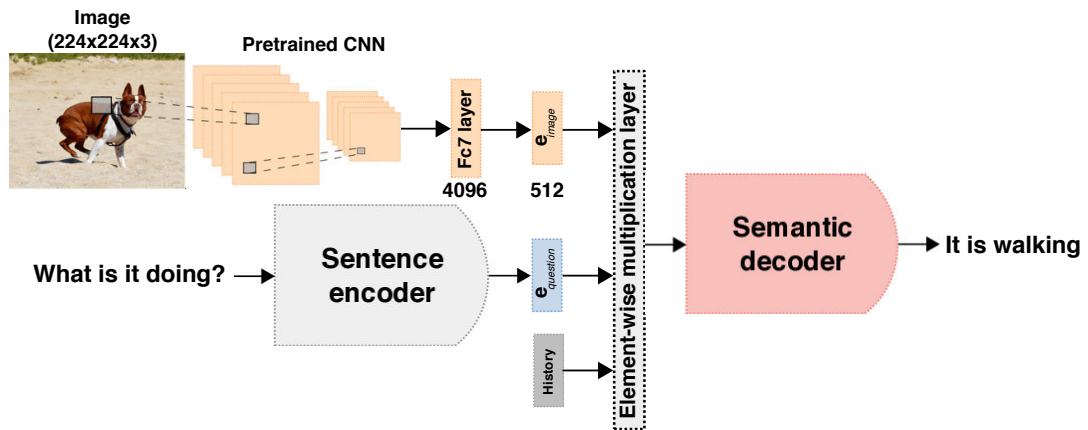 Image
(224x224x3)
Pretrained CNN
Fc7 layer
4096
e image
512
Element-wise multiplication layer
What is it doing?
Sentence
encoder
e question
History
Semantic
decoder
It is walking